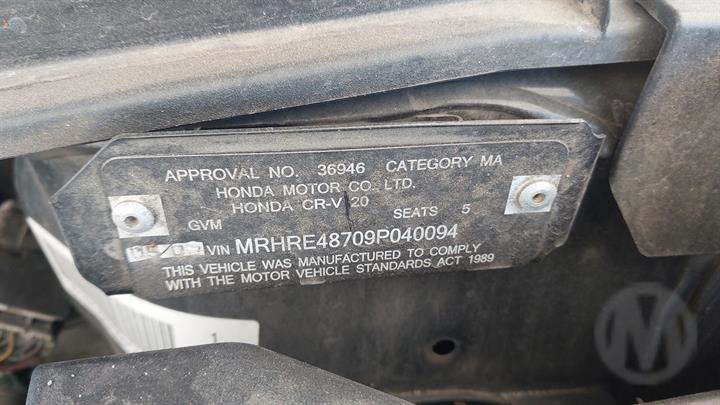 APPROVAL NO. 36946 CATEGORY MA
HONDA MOTOR CO. LTD.
HONDA CR-V 20
GVM SEATS 5
VIN MRHRE48709P040094
THIS VEHICLE WAS MANUFACTURED TO COMPLY
WITH THE MOTOR VEHICLE STANDARDS ACT 1989
1
M